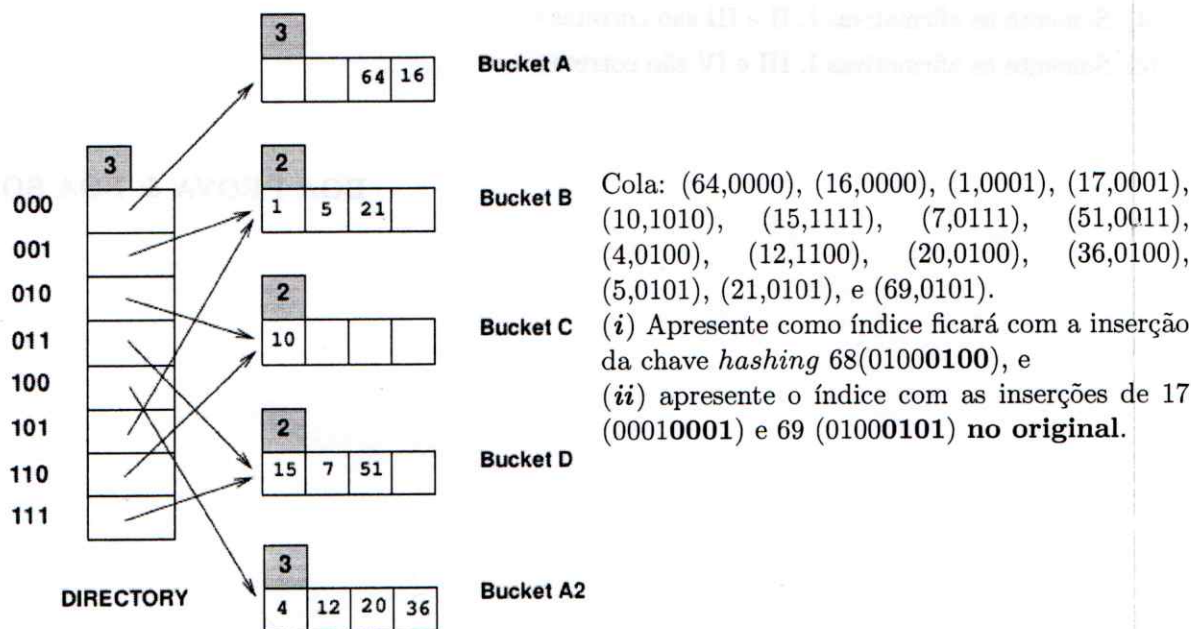 3
64 16
Bucket A
3
000
001
010
011
100
101
110
111
DIRECTORY
2
1 5 21
Bucket B
2
10
Bucket C
2
15 7 51
Bucket D
3
4 12 20 36
Bucket A2
Cola: (64,0000), (16,0000), (1,0001), (17,0001),
(10,1010), (15,1111), (7,0111), (51,0011),
(4,0100), (12,1100), (20,0100), (36,0100),
(5,0101), (21,0101), e (69,0101).
(i) Apresente como índice ficará com a inserção
da chave hashing 68(01000100), e
(ii) apresente o índice com as inserções de 17
(00010001) e 69 (01000101) no original.